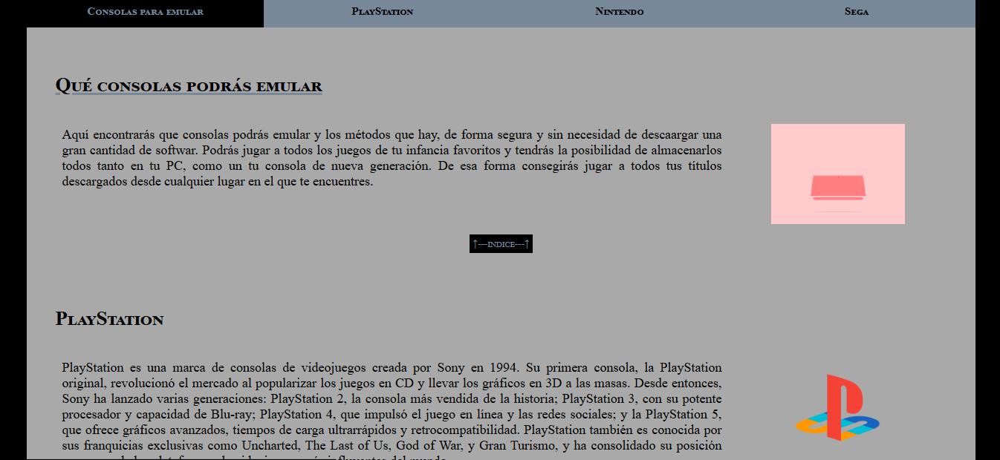 Consolas para emular PlayStation Nintendo Sega
Qué consolas podrás emular
Aquí encontrarás que consolas podrás emular y los métodos que hay, de forma segura y sin necesidad de descaargar una
gran cantidad de softwar. Podrás jugar a todos los juegos de tu infancia favoritos y tendrás la posibilidad de almacenarlos
todos tanto en tu PC, como un tu consola de nueva generación. De esa forma consegirás jugar a todos tus títulos
descargados desde cualquier lugar en el que te encuentres.
↑---indice---↑
PlayStation
PlayStation es una marca de consolas de videojuegos creada por Sony en 1994. Su primera consola, la PlayStation
original, revolucionó el mercado al popularizar los juegos en CD y llevar los gráficos en 3D a las masas. Desde entonces,
Sony ha lanzado varias generaciones: PlayStation 2, la consola más vendida de la historia; PlayStation 3, con su potente
procesador y capacidad de Blu-ray; PlayStation 4, que impulsó el juego en línea y las redes sociales; y la PlayStation 5,
que ofrece gráficos avanzados, tiempos de carga ultrarrápidos y retrocompatibilidad. PlayStation también es conocida por
sus franquicias exclusivas como Uncharted, The Last of Us, God of War, y Gran Turismo, y ha consolidado su posición